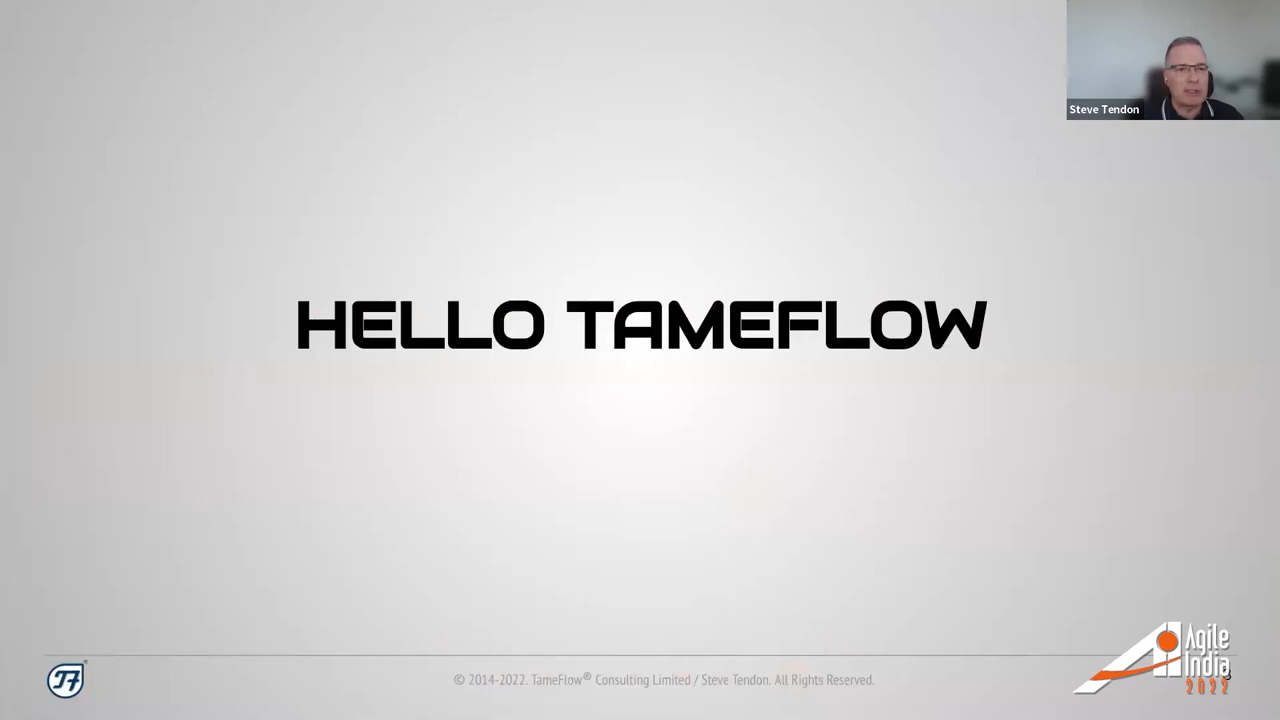 Steve Tendon
HELLO TAMEFLOW
© 2014-2022. TameFlow® Consulting Limited / Steve Tendon. All Rights Reserved.
Agile
India
2022